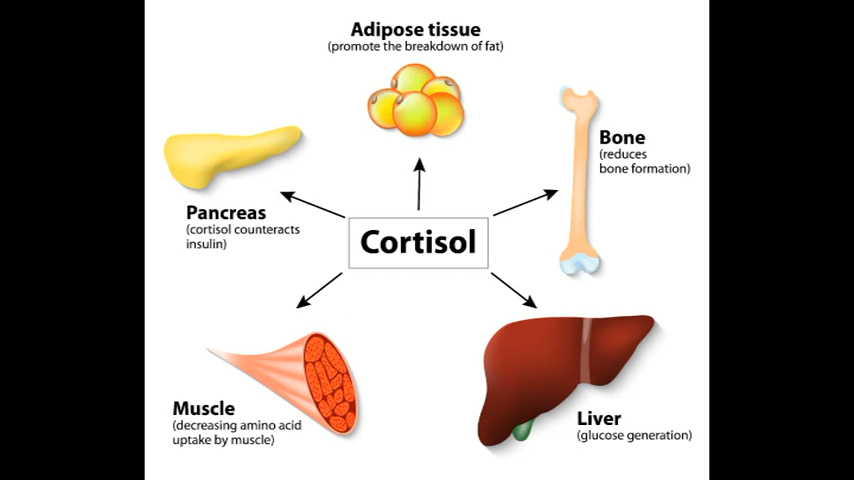 Adipose tissue
(promote the breakdown of fat)
Bone
(reduces
bone formation)
Pancreas
(cortisol counteracts
insulin)
Cortisol
Muscle
(decreasing amino acid
uptake by muscle)
Liver
(glucose generation)